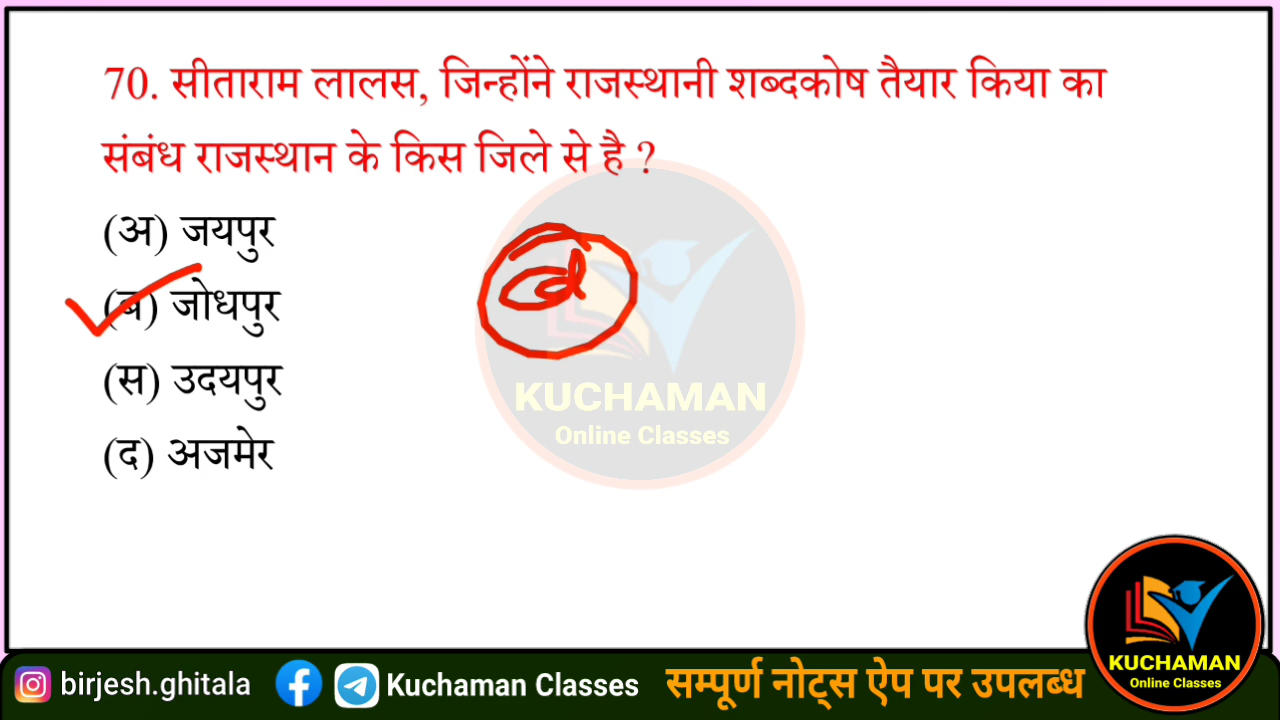 70. सीताराम लालस, जिन्होंने राजस्थानी शब्दकोष तैयार किया का
संबंध राजस्थान के किस जिले से है ?
(अ) जयपुर
(ब) जोधपुर
(स) उदयपुर
(द) अजमेर
KUCHAMAN
Online Classes
KUCHAMAN
Online Classes
birjesh.ghitala
Kuchaman Classes
सम्पूर्ण नोट्स ऐप पर उपलब्ध